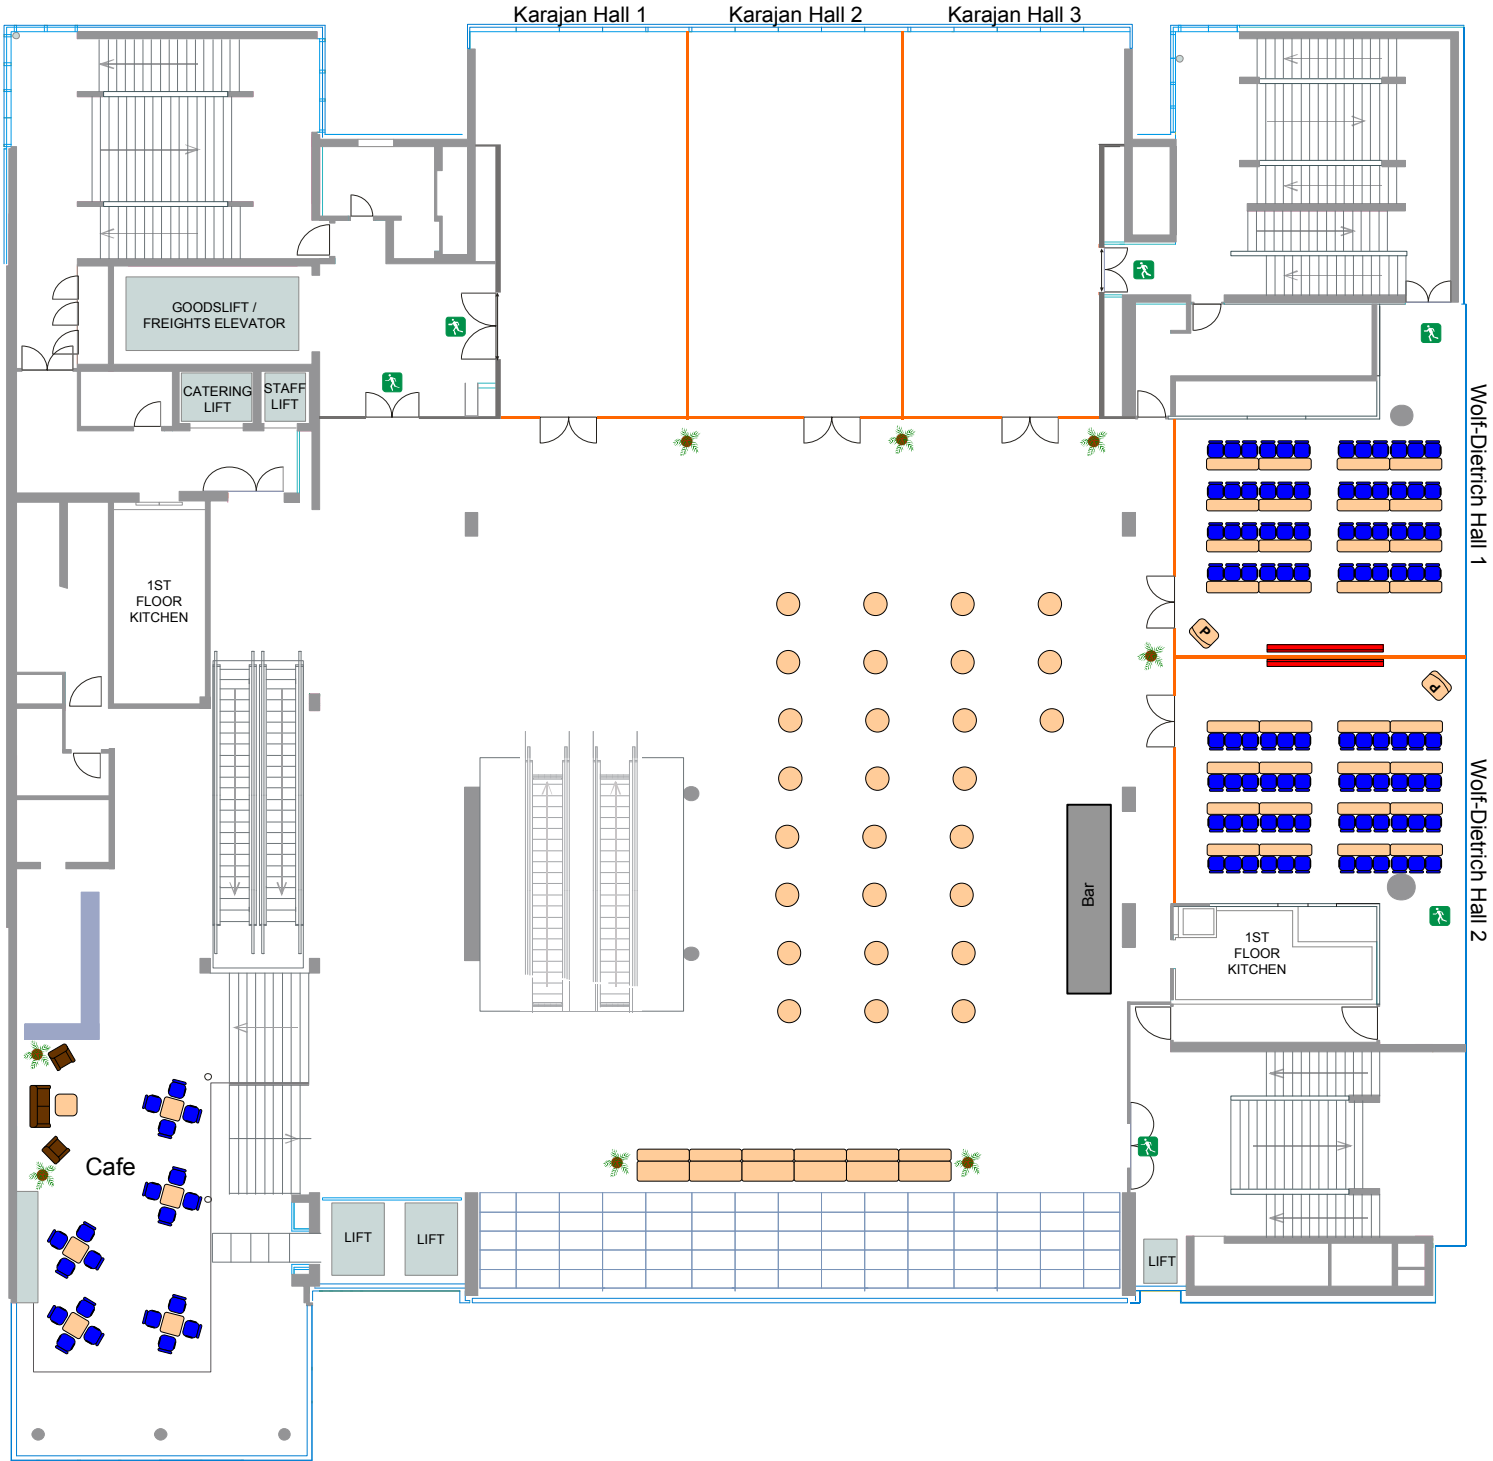 Karajan Hall 1
Karajan Hall 2
Karajan Hall 3
GOODSLIFT /
FREIGHTS ELEVATOR
CATERING
LIFT
STAFF
LIFT
Wolf-Dietrich Hall 1
1ST
FLOOR
KITCHEN
P
P
Wolf-Dietrich Hall 2
Bar
1ST
FLOOR
KITCHEN
Cafe
LIFT
LIFT
LIFT